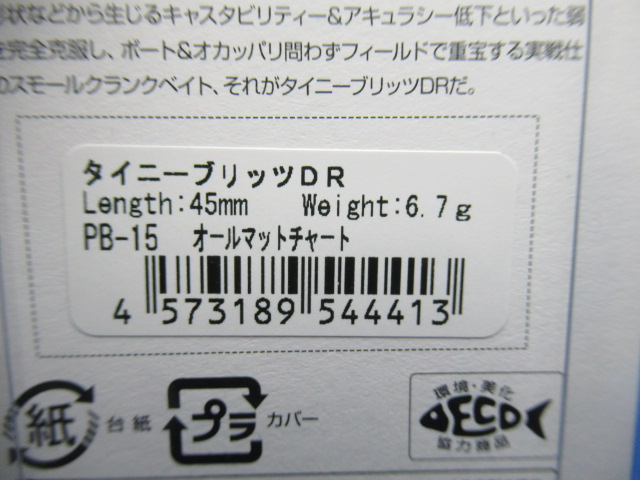 形状などから生じるキャスタビリティー&アキュラシー低下といった弱
を完全克服し、ボート&オカッパリ問わずフィールドで重宝する実戦仕
のスモールクランクベイト、それがタイニーブリッツDRだ。
タイニーブリッツDR
Length:45mm Weight:6.7g
PB-15 オールマットチャート
4 573189 544413
紙 台紙 プラ カバー
環境・美化
ECO
協力商品